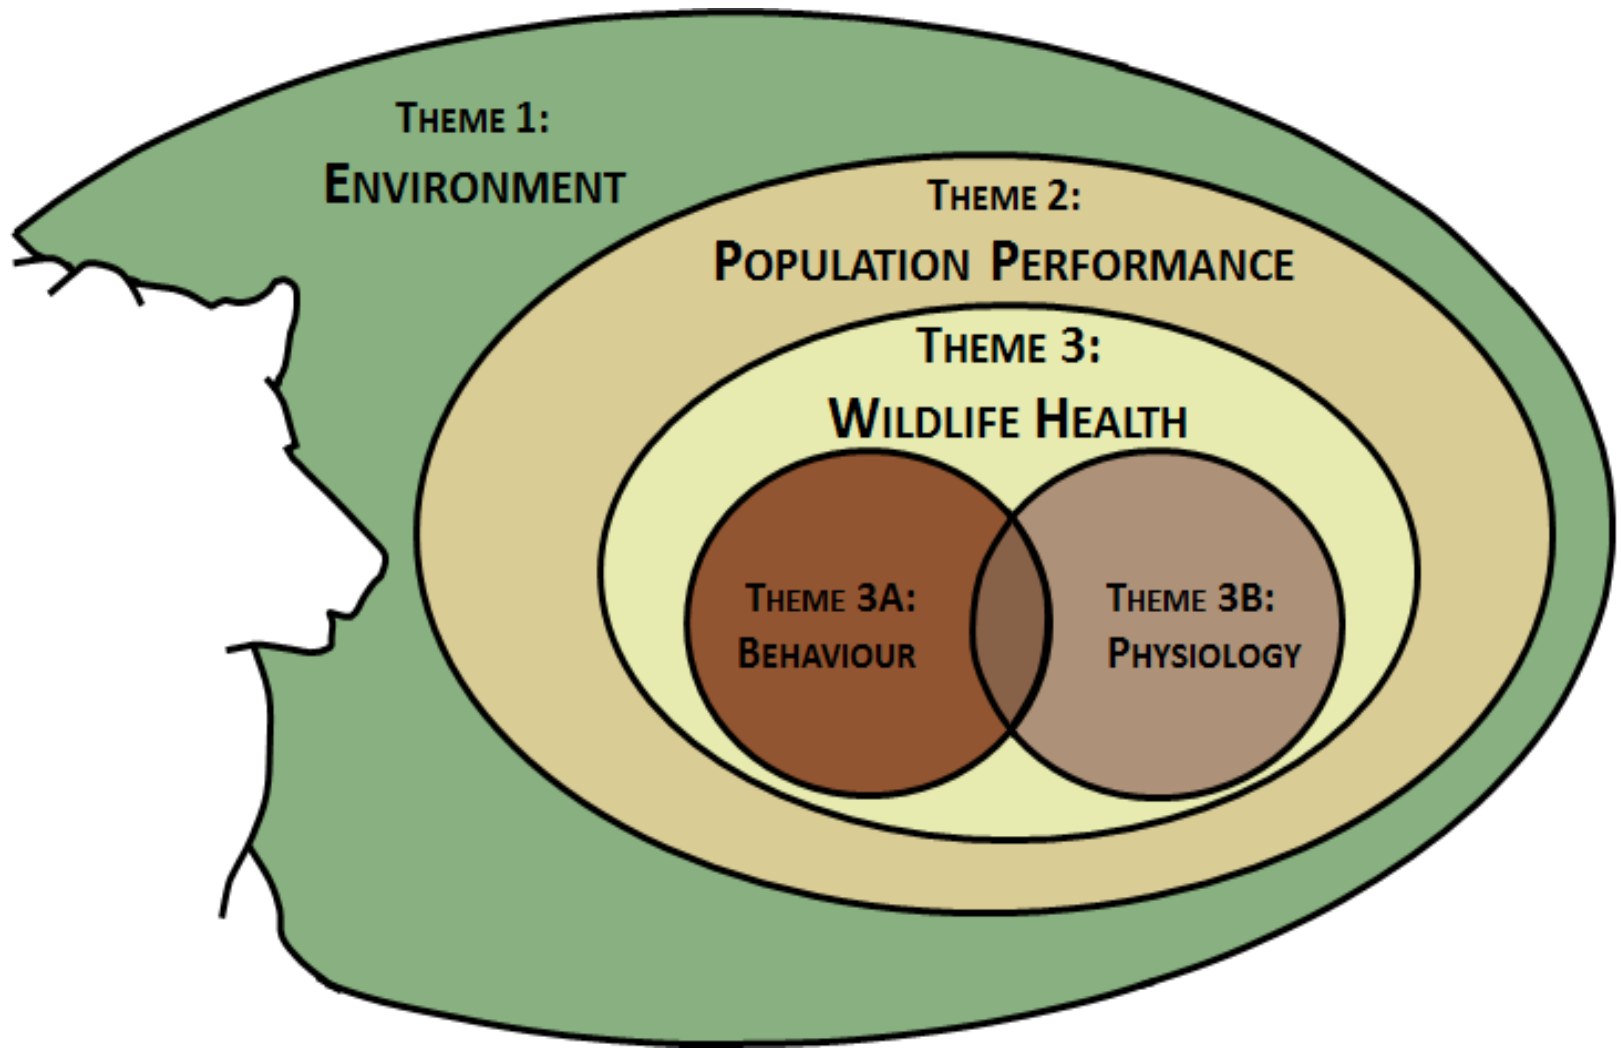 THEME 1:
ENVIRONMENT
THEME 2:
POPULATION PERFORMANCE
THEME 3:
WILDLIFE HEALTH
THEME 3A:
BEHAVIOUR
THEME 3B:
PHYSIOLOGY